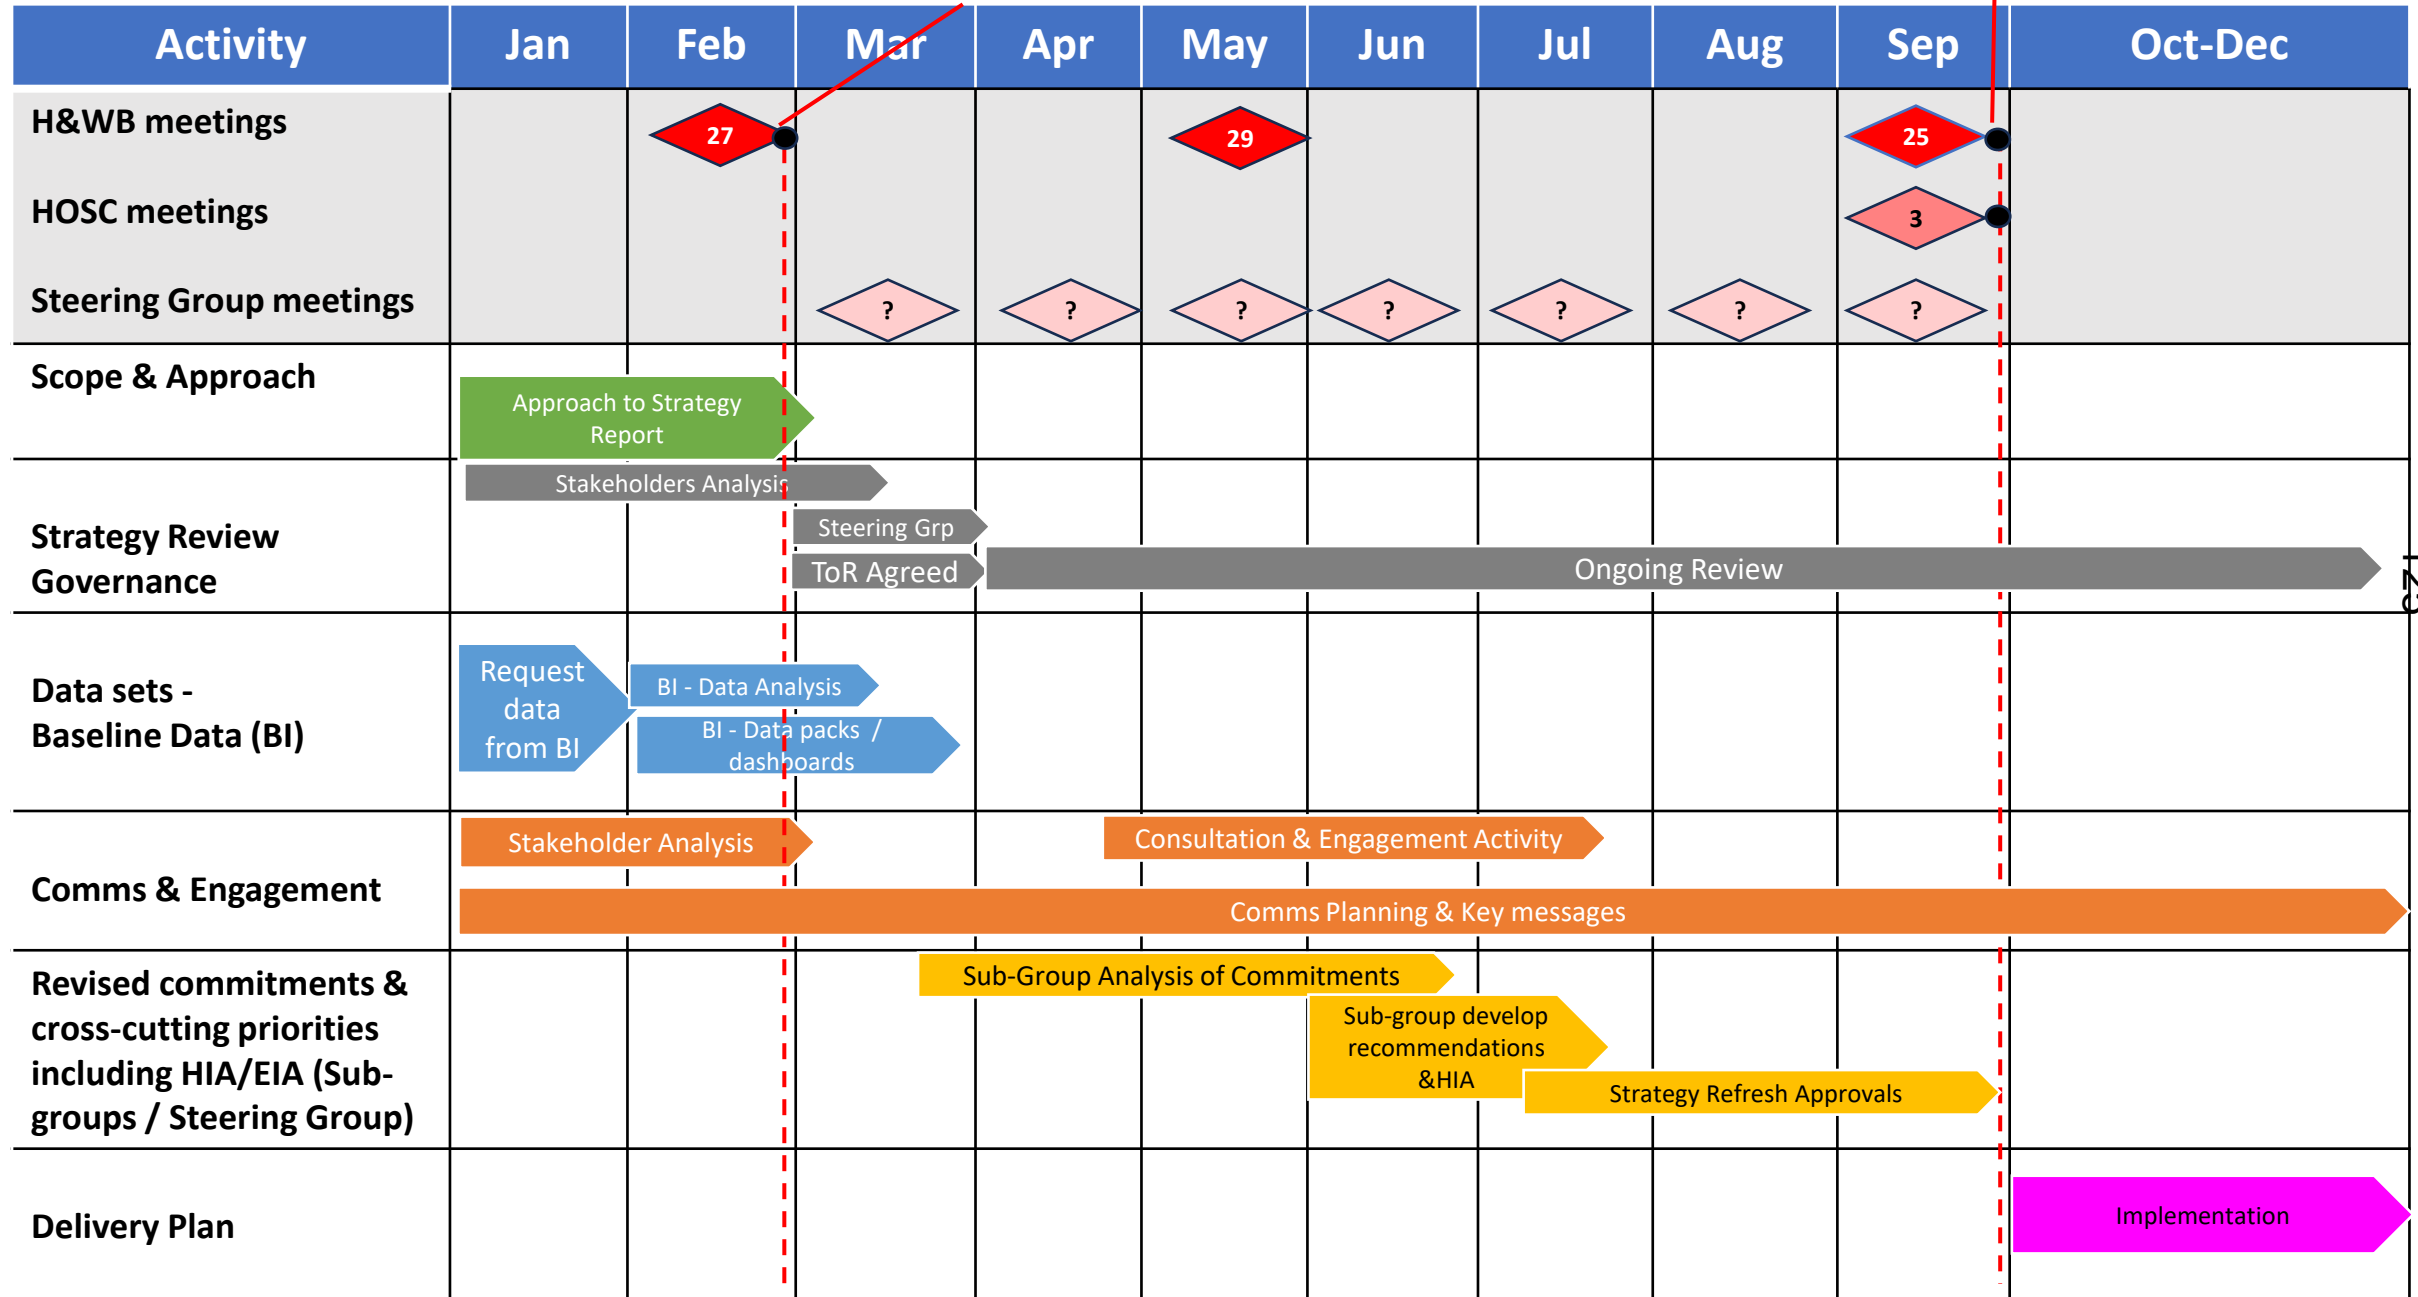 Activity Jan Feb Mar Apr May Jun Jul Aug Sep Oct-Dec
H&WB meetings 27 29 25
HOSC meetings 3
Steering Group meetings ? ? ? ? ? ? ?
Scope & Approach
Approach to Strategy
Report
Stakeholders Analysis
Steering Grp
Strategy Review
Governance
ToR Agreed
Ongoing Review
Data sets -
Baseline Data (BI)
Request
data
from BI
BI - Data Analysis
BI - Data packs /
dashboards
Comms & Engagement
Stakeholder Analysis
Consultation & Engagement Activity
Comms Planning & Key messages
Revised commitments &
cross-cutting priorities
including HIA/EIA (Sub-
groups / Steering Group)
Sub-Group Analysis of Commitments
Sub-group develop
recommendations
&HIA
Strategy Refresh Approvals
Delivery Plan
Implementation